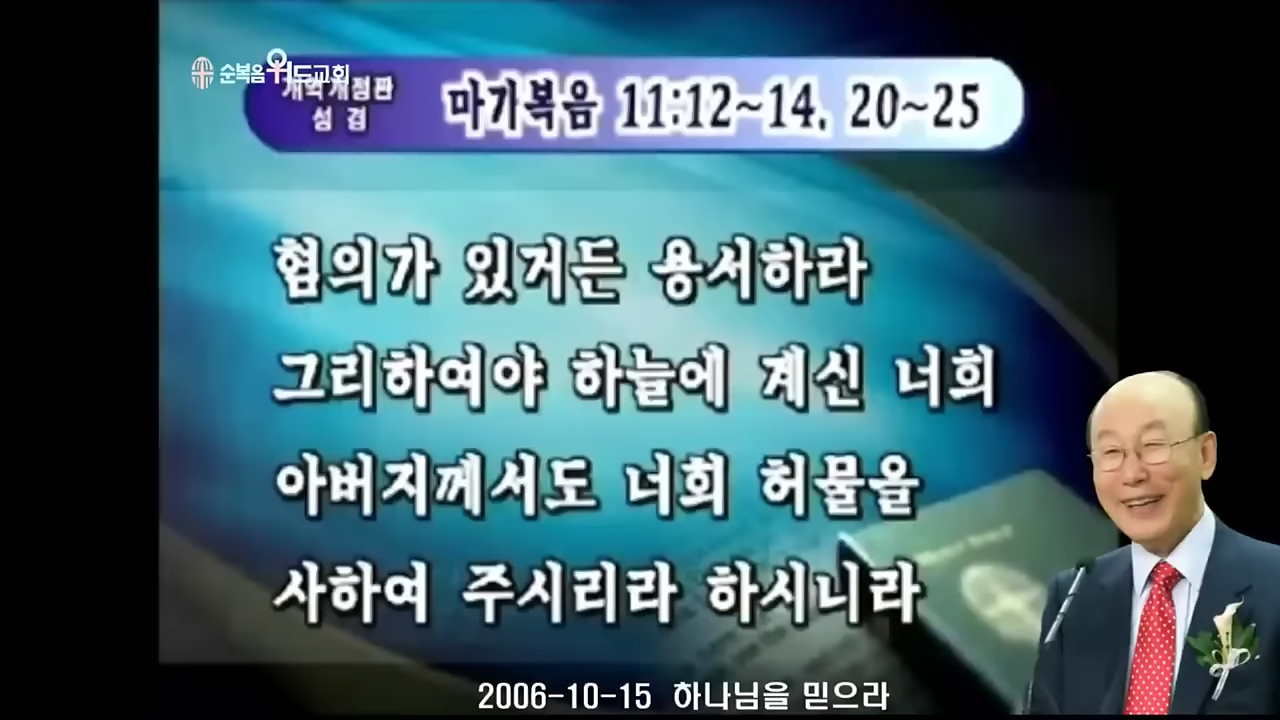 순복음위드교회
개역개정판
성경
마가복음 11:12~14, 20~25
혐의가 있거든 용서하라
그리하여야 하늘에 계신 너희
아버지께서도 너희 허물을
사하여 주시리라 하시니라
2006-10-15 하나님을 믿으라